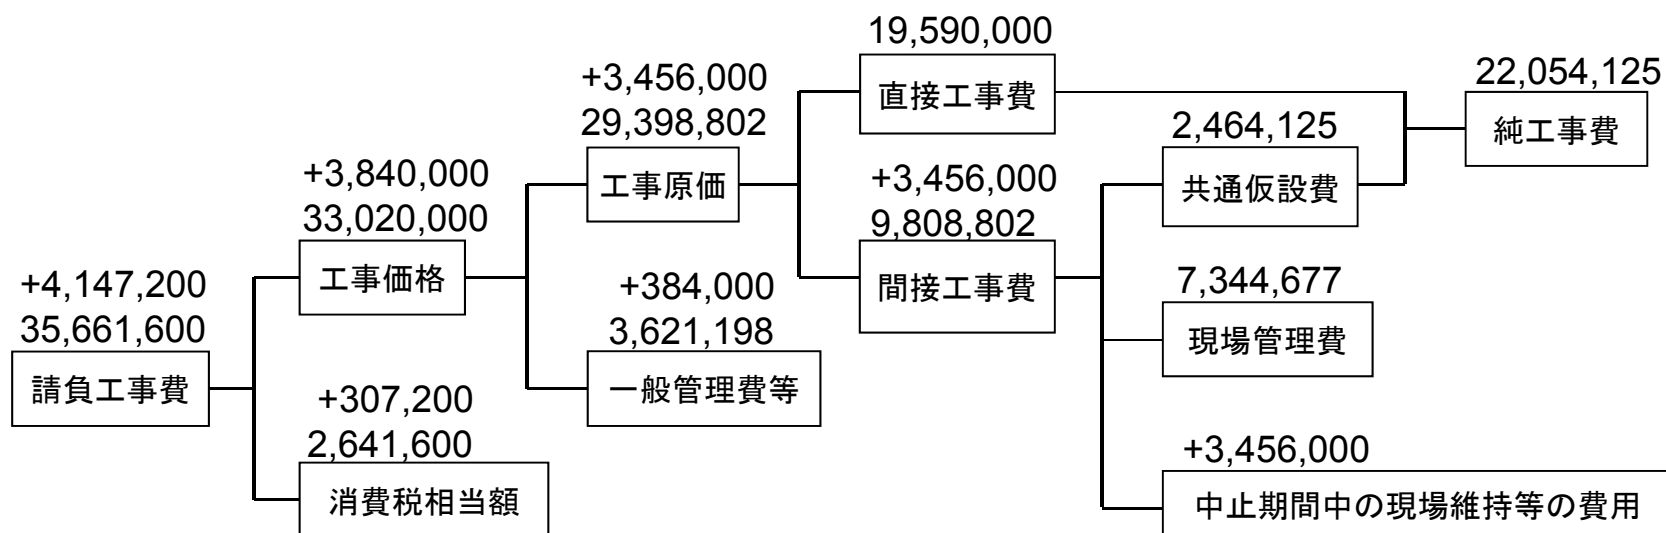 +4,147,200
35,661,600
請負工事費
+3,840,000
33,020,000
工事価格
+307,200
2,641,600
消費税相当額
+3,456,000
29,398,802
工事原価
+384,000
3,621,198
一般管理費等
19,590,000
直接工事費
+3,456,000
9,808,802
間接工事費
2,464,125
共通仮設費
7,344,677
現場管理費
+3,456,000
中止期間中の現場維持等の費用
22,054,125
純工事費